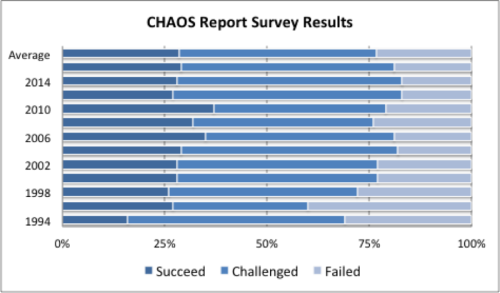 CHAOS Report Survey Results
Average
2014
2010
2006
2002
1998
1994
0% 25% 50% 75% 100%
Succeed Challenged Failed